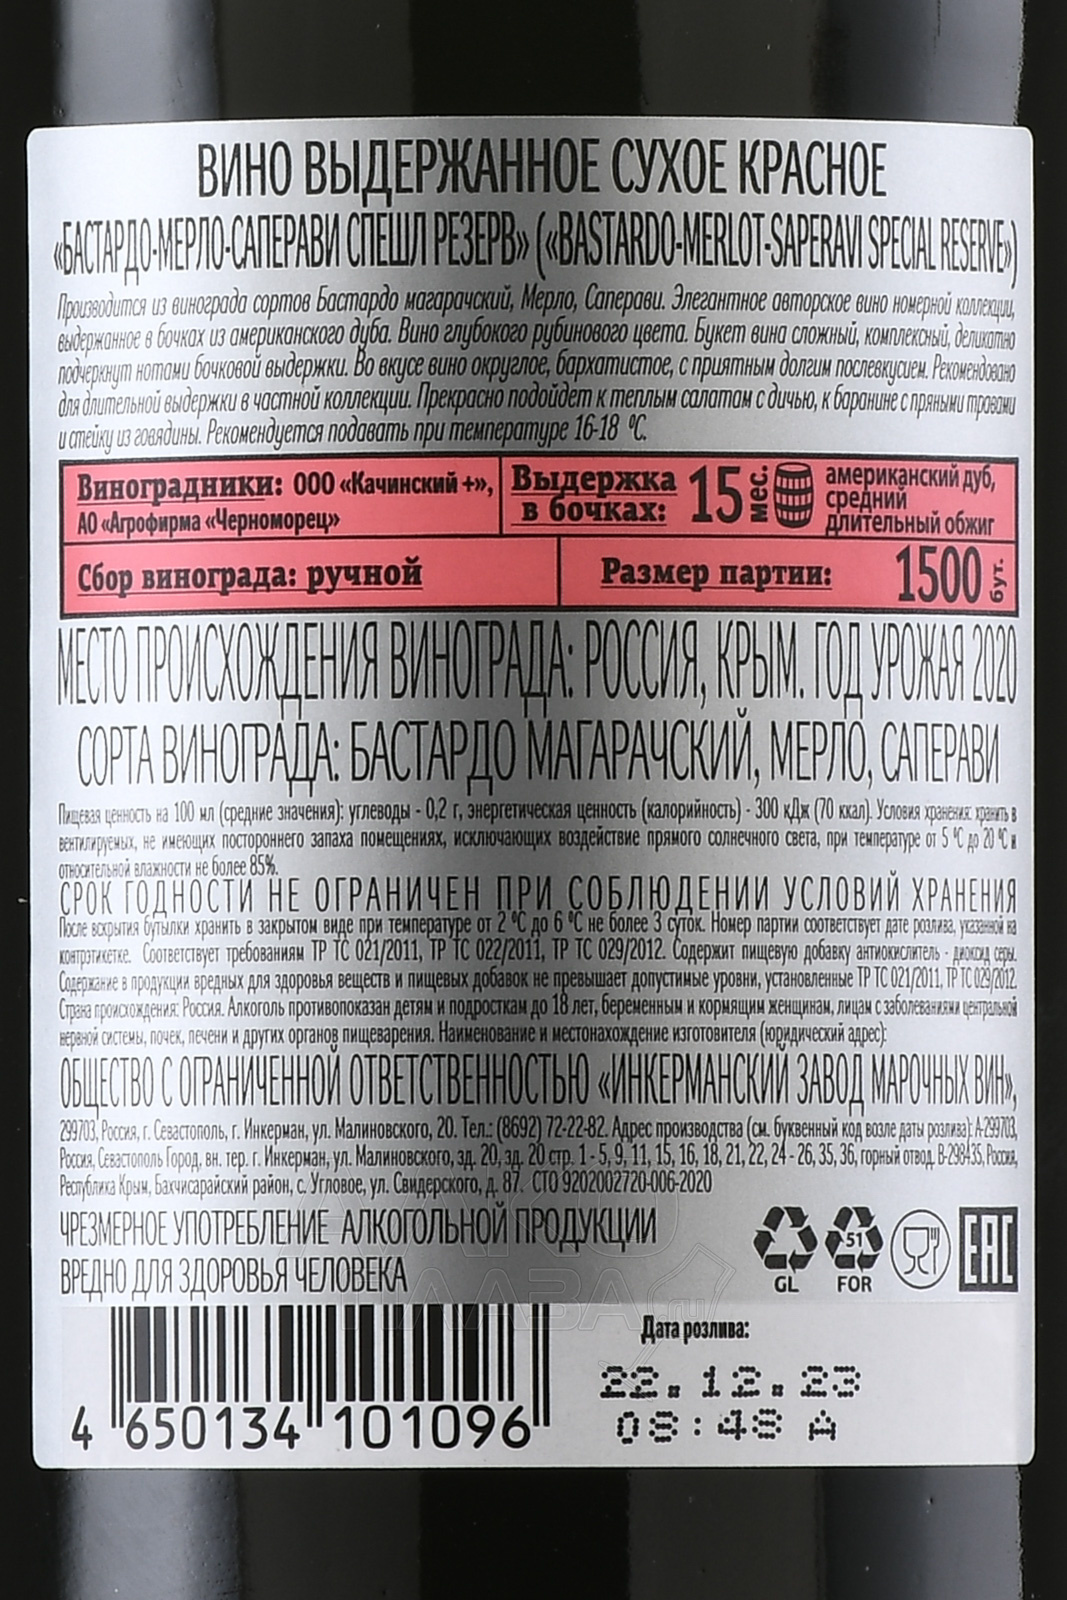 ВИНО ВЫДЕРЖАННОЕ СУХОЕ КРАСНОЕ
«БАСТАРДО-МЕРЛО-САПЕРАВИ СПЕШЛ РЕЗЕРВ» («BASTARDO-MERLOT-SAPERAVI SPECIAL RESERVE»)
Производится из винограда сортов Бастардо магарачский, Мерло, Саперави. Элегантное авторское вино номерной коллекции,
выдержанное в бочках из американского дуба. Вино глубокого рубинового цвета. Букет вина сложный, комплексный, деликатно
подчеркнут нотами бочковой выдержки. Во вкусе вино округлое, бархатистое, с приятным долгим послевкусием. Рекомендовано
для длительной выдержки в частной коллекции. Прекрасно подойдет к теплым салатам с дичью, к баранине с пряными травами
и стейку из говядины. Рекомендуется подавать при температуре 16-18 °С.
Виноградники: ООО «Качинский +»,
АО «Агрофирма «Черноморец»
Выдержка
в бочках: 15 мес.
американский дуб,
средний
длительный обжиг
Сбор винограда: ручной
Размер партии: 1500 бут.
МЕСТО ПРОИСХОЖДЕНИЯ ВИНОГРАДА: РОССИЯ, КРЫМ. ГОД УРОЖАЯ 2020
СОРТА ВИНОГРАДА: БАСТАРДО МАГАРАЧСКИЙ, МЕРЛО, САПЕРАВИ
Пищевая ценность на 100 мл (средние значения): углеводы - 0,2 г, энергетическая ценность (калорийность) - 300 кДж (70 ккал). Условия хранения: хранить в
вентилируемых, не имеющих постороннего запаха помещениях, исключающих воздействие прямого солнечного света, при температуре от 5 °С до 20 °С и
относительной влажности не более 85%.
СРОК ГОДНОСТИ НЕ ОГРАНИЧЕН ПРИ СОБЛЮДЕНИИ УСЛОВИЙ ХРАНЕНИЯ
После вскрытия бутылки хранить в закрытом виде при температуре от 2 °С до 6 °С не более 3 суток. Номер партии соответствует дате розлива, указанной на
контрэтикетке. Соответствует требованиям ТР ТС 021/2011, ТР ТС 022/2011, ТР ТС 029/2012. Содержит пищевую добавку антиокислитель - диоксид серы.
Содержание в продукции вредных для здоровья веществ и пищевых добавок не превышает допустимые уровни, установленные ТР ТС 021/2011, ТР ТС 029/2012.
Страна происхождения: Россия. Алкоголь противопоказан детям и подросткам до 18 лет, беременным и кормящим женщинам, лицам с заболеваниями центральной
нервной системы, почек, печени и других органов пищеварения. Наименование и местонахождение изготовителя (юридический адрес):
ОБЩЕСТВО С ОГРАНИЧЕННОЙ ОТВЕТСТВЕННОСТЬЮ «ИНКЕРМАНСКИЙ ЗАВОД МАРОЧНЫХ ВИН»,
299703, Россия, г. Севастополь, г. Инкерман, ул. Малиновского, 20. Тел.: (8692) 72-22-82. Адрес производства (см. буквенный код возле даты розлива): А-299703,
Россия, Севастополь Город, вн. тер. г. Инкерман, ул. Малиновского, зд. 20, зд. 20 стр. 1 - 5, 9, 11, 15, 16, 18, 21, 22, 24 - 26, 35, 36, горный отвод. В-298435, Россия,
Республика Крым, Бахчисарайский район, с. Угловое, ул. Свидерского, д. 87. СТО 9202002720-006-2020
ЧРЕЗМЕРНОЕ УПОТРЕБЛЕНИЕ АЛКОГОЛЬНОЙ ПРОДУКЦИИ
ВРЕДНО ДЛЯ ЗДОРОВЬЯ ЧЕЛОВЕКА
GL
51
FOR
EAC
4 650134 101096
Дата розлива:
22.12.23
08:48 А